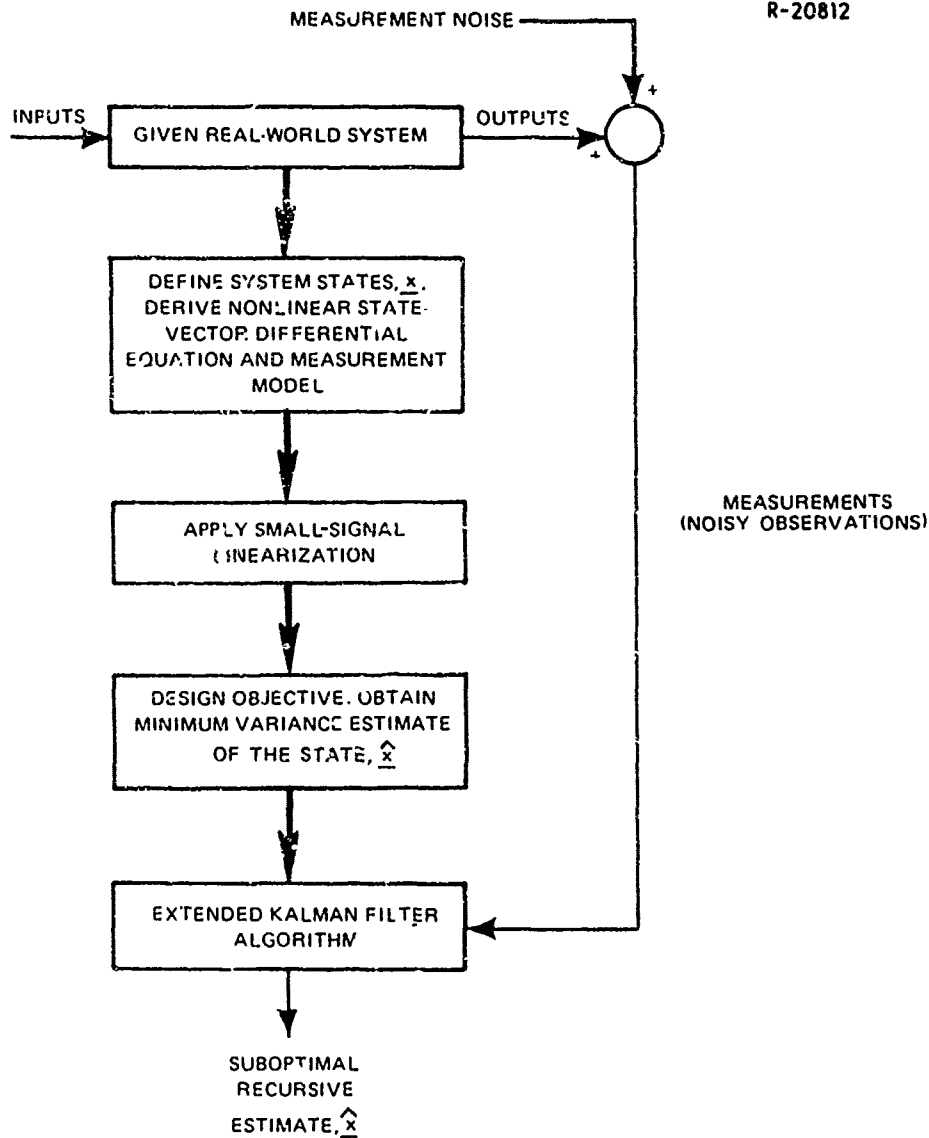 MEASUREMENT NOISE
R-20812
+
INPUTS
GIVEN REAL-WORLD SYSTEM
OUTPUTS
+
DEFINE SYSTEM STATES, x.
DERIVE NONLINEAR STATE-
VECTOR DIFFERENTIAL
EQUATION AND MEASUREMENT
MODEL
MEASUREMENTS
(NOISY OBSERVATIONS)
APPLY SMALL-SIGNAL
LINEARIZATION
DESIGN OBJECTIVE. OBTAIN
MINIMUM VARIANCE ESTIMATE
OF THE STATE, x̂
EXTENDED KALMAN FILTER
ALGORITHM
SUBOPTIMAL
RECURSIVE
ESTIMATE, x̂